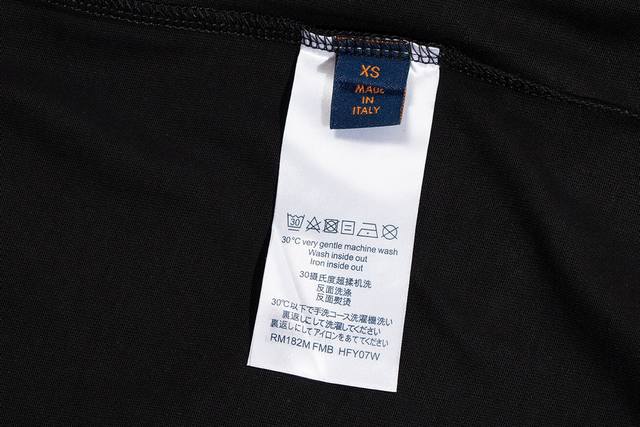 XS
MADE
IN
ITALY
30
30°C very gentle machine wash
Wash inside out
Iron inside out
30摄氏度超揉机洗
反面洗涤
反面熨烫
30℃以下で手洗コース洗濯機洗い
裏返しにして洗濯してください
裏返しにしてアイロンをあててください
RM182M FMB HFY07W